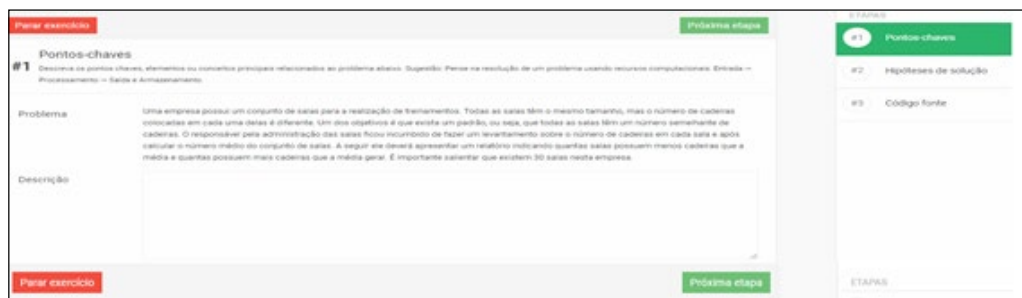 ETAPAS
Parar exercício
Próxima etapa
#1 Pontos-chaves
Descreva os pontos chaves, elementos ou conceitos principais relacionados ao problema abaixo. Sugestão: Pense na resolução de um problema usando recursos computacionais: Entrada —
Processamento — Saída e Armazenamento.
Problema
Uma empresa possui um conjunto de salas para a realização de treinamentos. Todas as salas têm o mesmo tamanho, mas o número de cadeiras
colocadas em cada uma delas é diferente. Um dos objetivos é que exista um padrão, ou seja, que todas as salas têm um número semelhante de
cadeiras. O responsável pela administração das salas ficou incumbido de fazer um levantamento sobre o número de cadeiras em cada sala e após
calcular o número médio do conjunto de salas. A seguir ele deverá apresentar um relatório indicando quantas salas possuem menos cadeiras que a
média e quantas possuem mais cadeiras que a média geral. É importante salientar que existem 30 salas nesta empresa.
Descrição
Parar exercício
Próxima etapa
#1 Pontos-chaves
#2 Hipóteses de solução
#3 Código fonte
ETAPAS